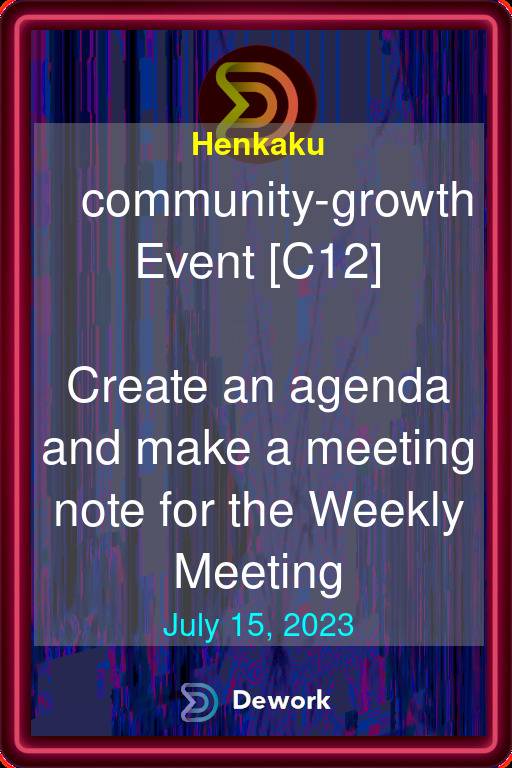 Henkaku
community-growth
Event [C12]
Create an agenda
and make a meeting
note for the Weekly
Meeting
July 15, 2023
Dework